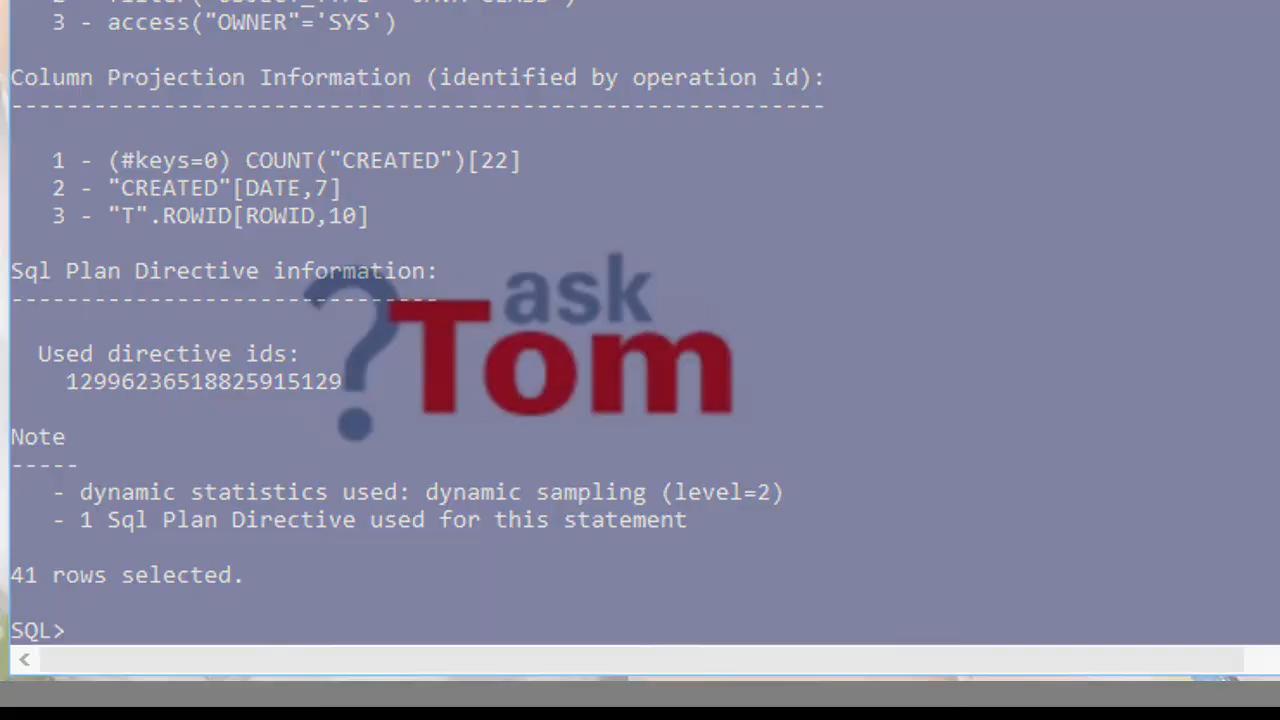 3 - access("OWNER"='SYS')
Column Projection Information (identified by operation id):
-----------------------------------------------------------
1 - (#keys=0) COUNT("CREATED")[22]
2 - "CREATED"[DATE,7]
3 - "T".ROWID[ROWID,10]
Sql Plan Directive information:
-------------------------------
Used directive ids:
12996236518825915129
Note
-----
- dynamic statistics used: dynamic sampling (level=2)
- 1 Sql Plan Directive used for this statement
41 rows selected.
SQL>
? ask
Tom